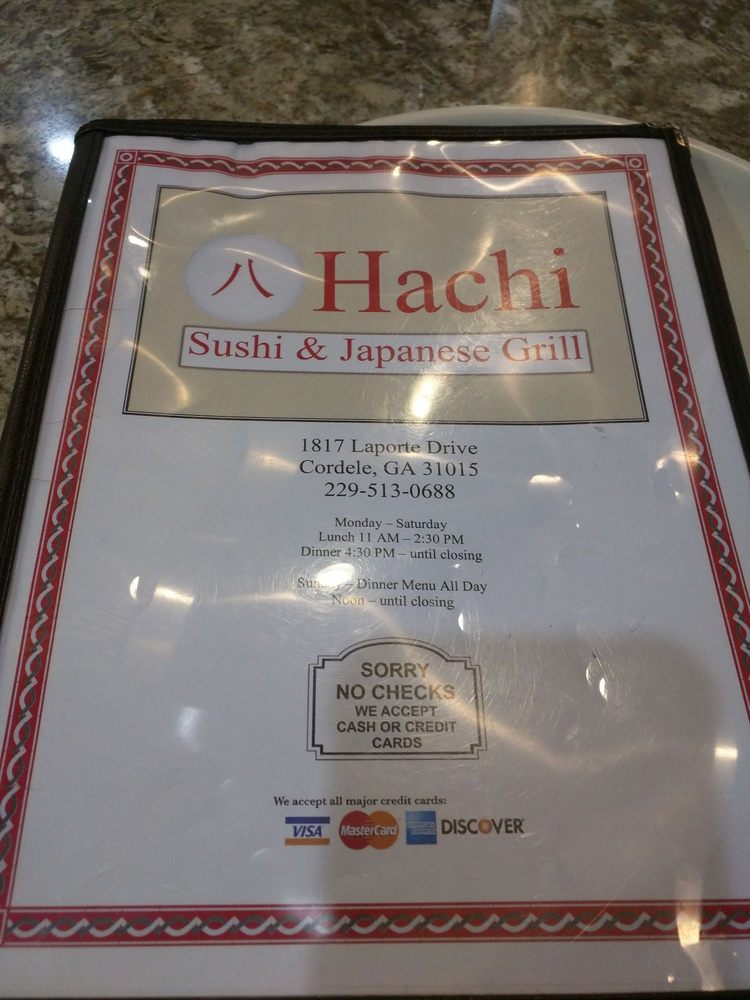 八 Hachi
Sushi & Japanese Grill
1817 Laporte Drive
Cordele, GA 31015
229-513-0688
Monday – Saturday
Lunch 11 AM – 2:30 PM
Dinner 4:30 PM – until closing
Sunday – Dinner Menu All Day
Noon – until closing
SORRY
NO CHECKS
WE ACCEPT
CASH OR CREDIT
CARDS
We accept all major credit cards:
VISA MasterCard DISCOVER